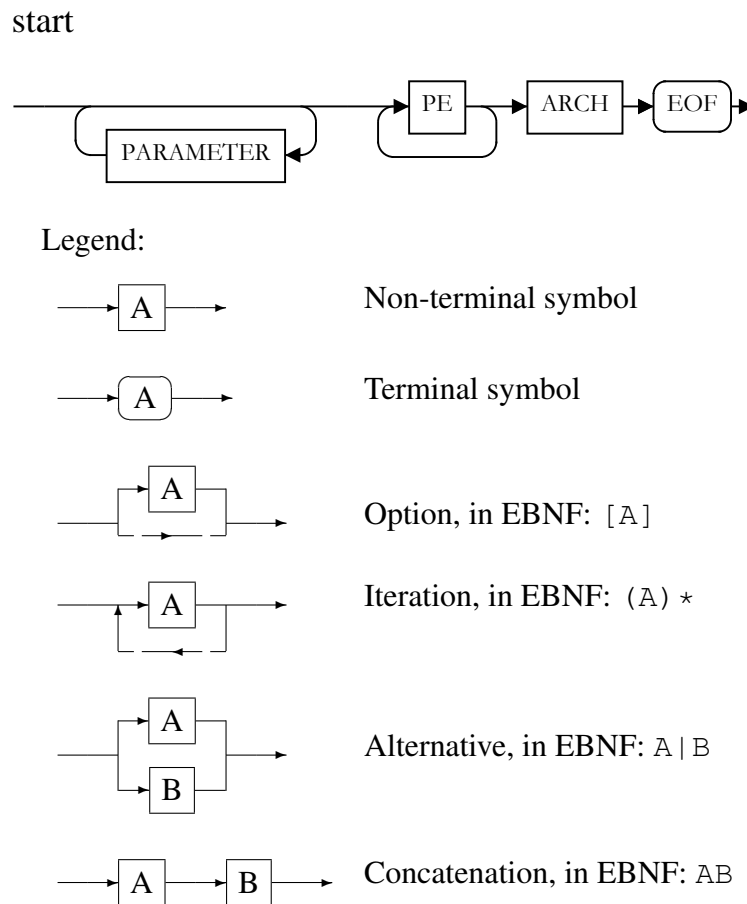 start
PE ARCH EOF
PARAMETER
Legend:
A Non-terminal symbol
A Terminal symbol
A
Option, in EBNF: [A]
A Iteration, in EBNF: (A)*
A
Alternative, in EBNF: A|B
B
A B Concatenation, in EBNF: AB